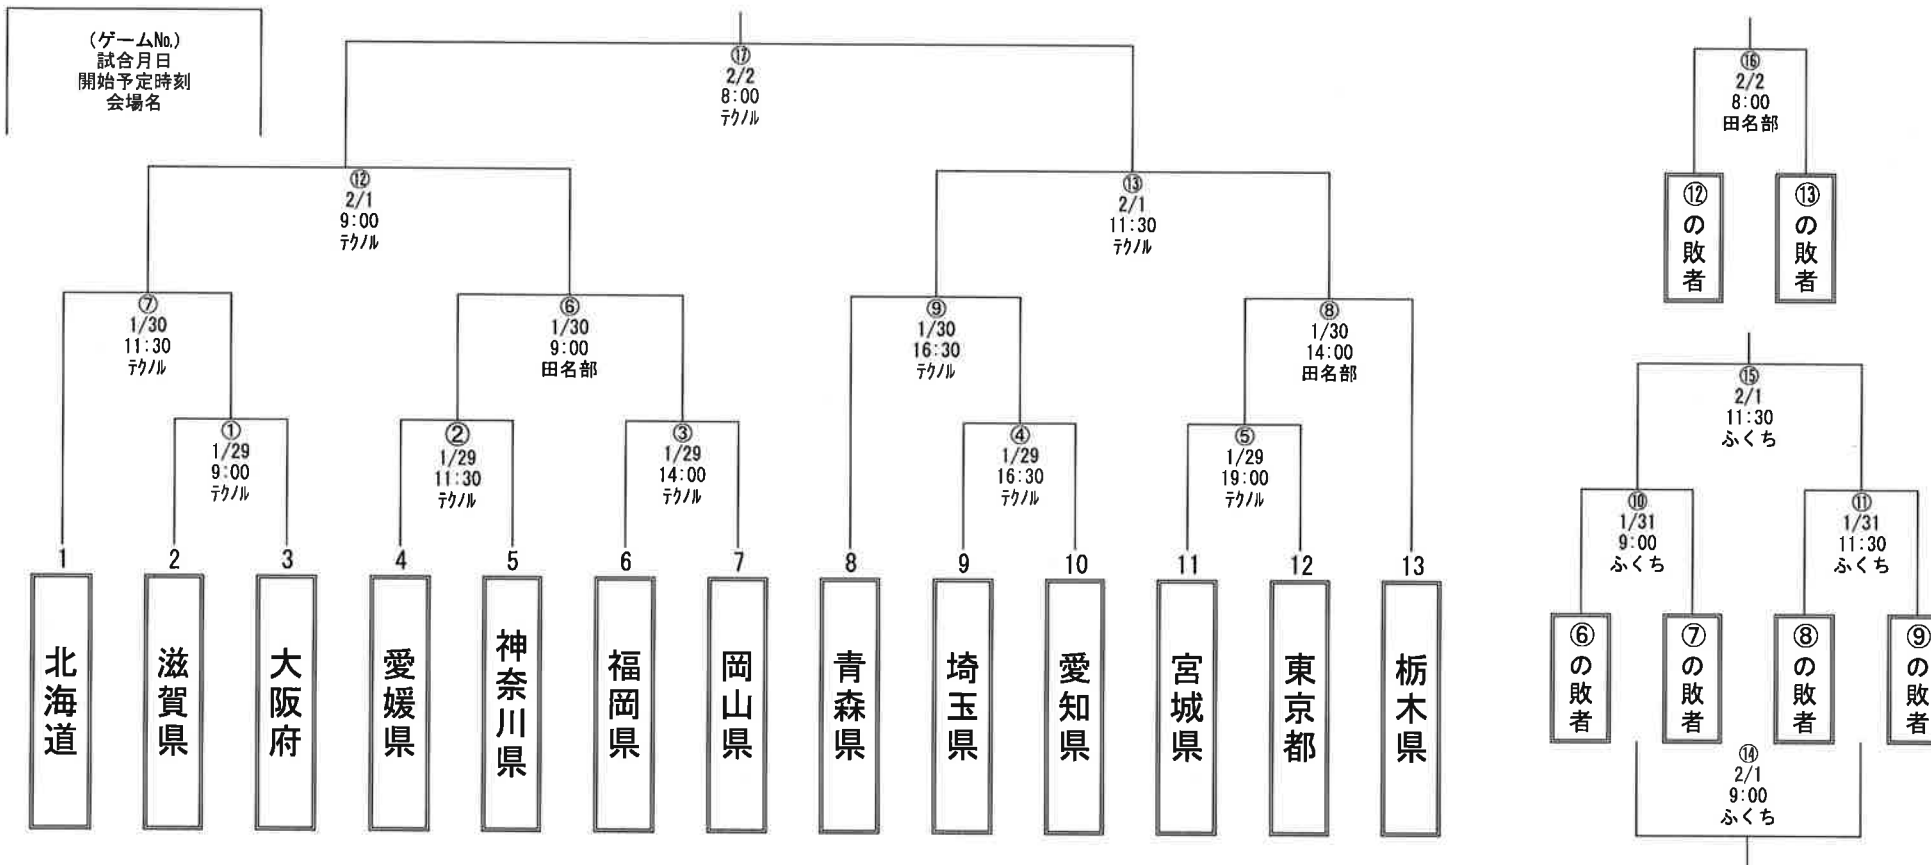 (ゲーム№)
試合月日
開始予定時刻
会場名
⑰
2/2
8:00
ﾃｸﾉﾙ
⑫
2/1
9:00
ﾃｸﾉﾙ
⑬
2/1
11:30
ﾃｸﾉﾙ
⑦
1/30
11:30
ﾃｸﾉﾙ
⑥
1/30
9:00
田名部
⑨
1/30
16:30
ﾃｸﾉﾙ
⑧
1/30
14:00
田名部
①
1/29
9:00
ﾃｸﾉﾙ
②
1/29
11:30
ﾃｸﾉﾙ
③
1/29
14:00
ﾃｸﾉﾙ
④
1/29
16:30
ﾃｸﾉﾙ
⑤
1/29
19:00
ﾃｸﾉﾙ
1
2
3
4
5
6
7
8
9
10
11
12
13
北海道
滋賀県
大阪府
愛媛県
神奈川県
福岡県
岡山県
青森県
埼玉県
愛知県
宮城県
東京都
栃木県
⑯
2/2
8:00
田名部
⑫の敗者
⑬の敗者
⑮
2/1
11:30
ふくち
⑩
1/31
9:00
ふくち
⑪
1/31
11:30
ふくち
⑥の敗者
⑦の敗者
⑧の敗者
⑨の敗者
⑭
2/1
9:00
ふくち